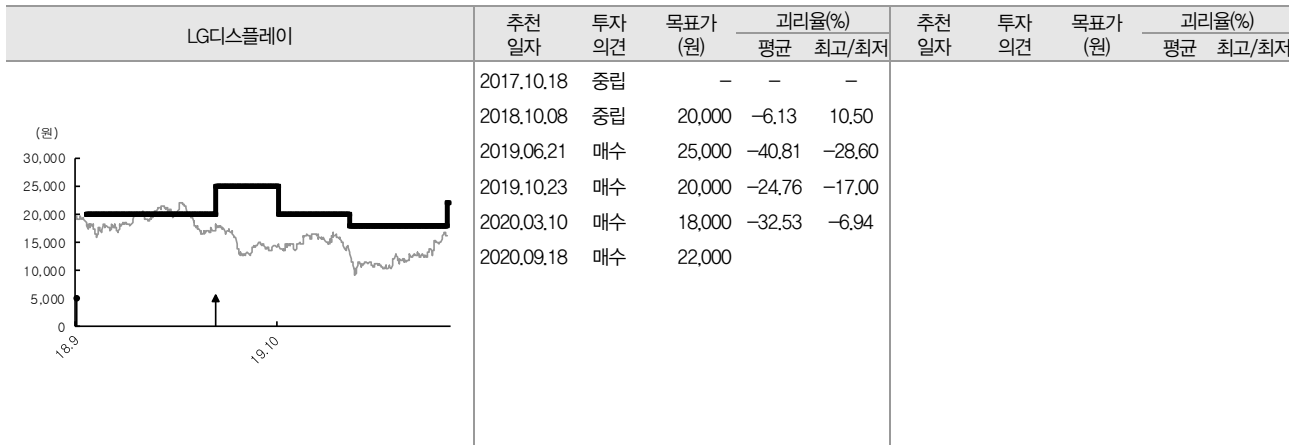 LG디스플레이
추천 일자 투자 의견 목표가 (원) 괴리율(%) 평균 최고/최저 추천 일자 투자 의견 목표가 (원) 괴리율(%) 평균 최고/최저
2017.10.18 중립 – – –
2018.10.08 중립 20,000 –6.13 10.50
2019.06.21 매수 25,000 –40.81 –28.60
2019.10.23 매수 20,000 –24.76 –17.00
2020.03.10 매수 18,000 –32.53 –6.94
2020.09.18 매수 22,000
(원)
30,000
25,000
20,000
15,000
10,000
5,000
0
18.9 19.10